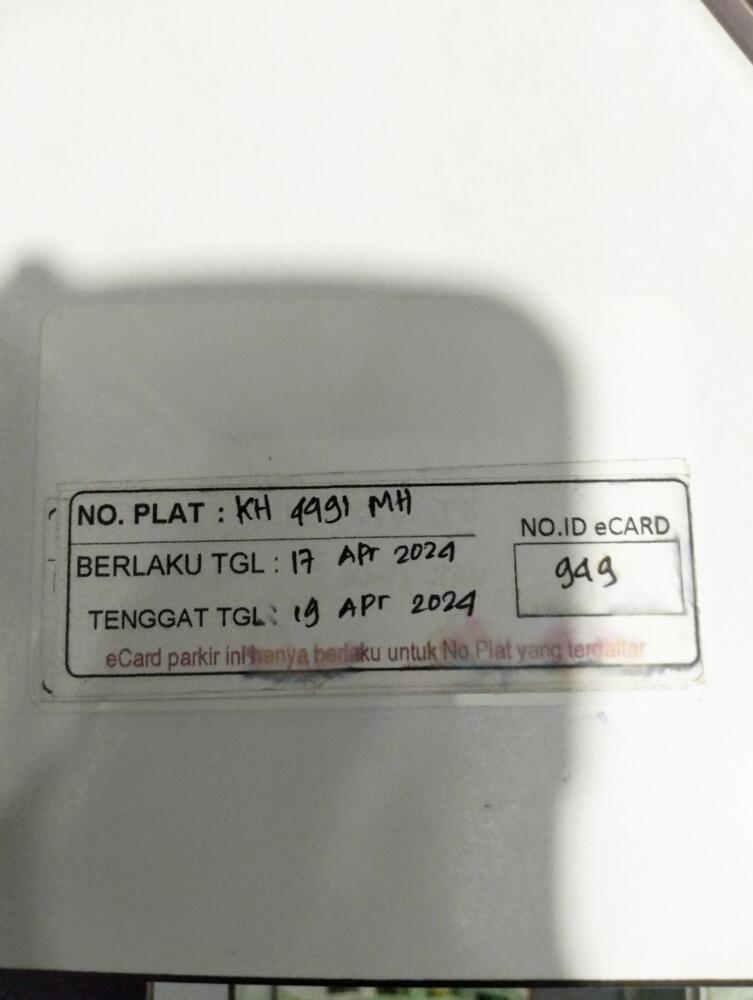 NO. PLAT : KH 4491 MH
BERLAKU TGL : 17 Apr 2024
TENGGAT TGL : 19 APr 2024
NO.ID eCARD
949
eCard parkir ini hanya berlaku untuk No.Plat yang terdaftar